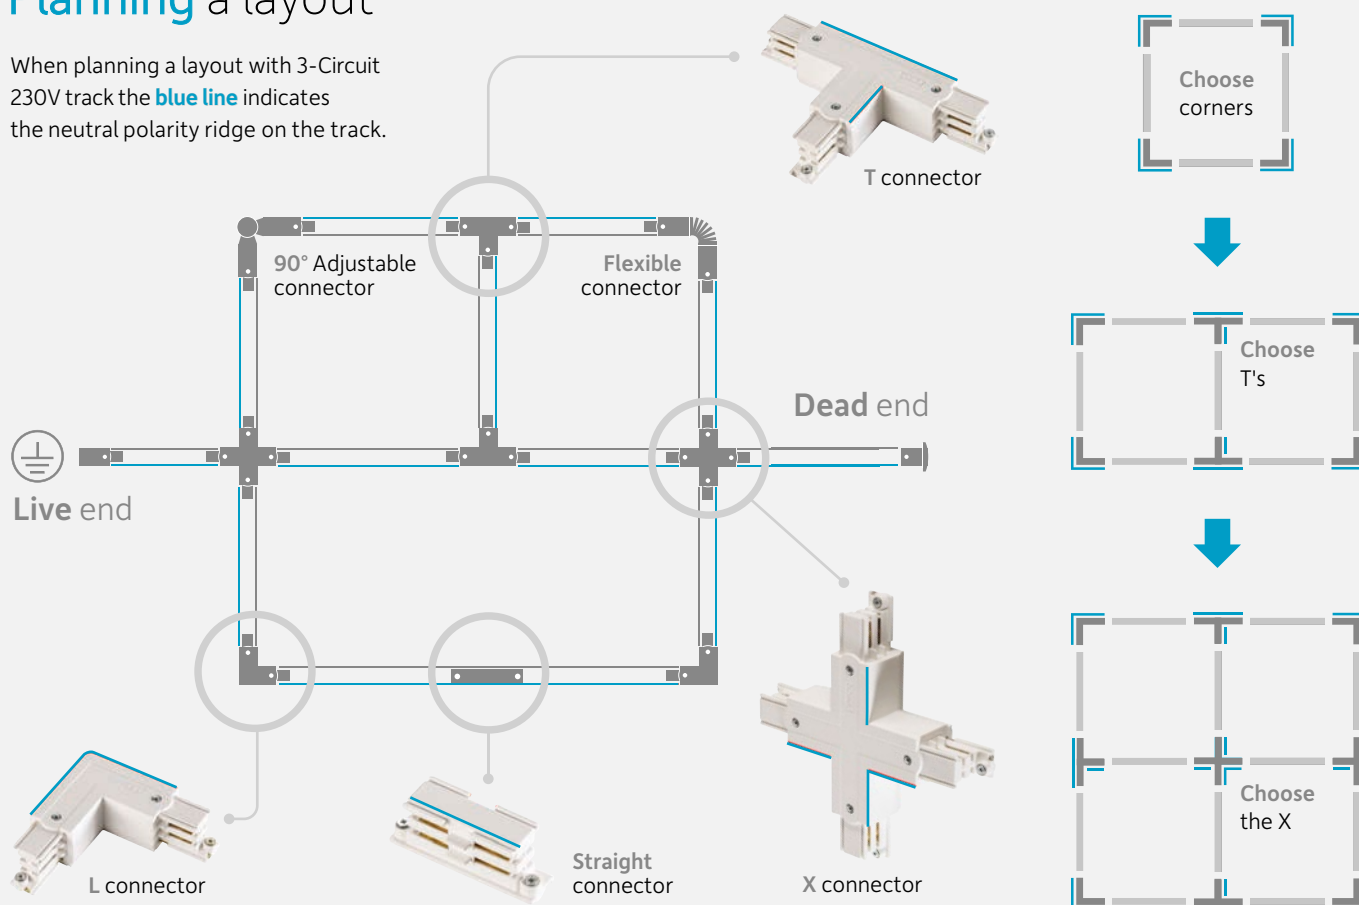 Planning a layout
When planning a layout with 3-Circuit
230V track the blue line indicates
the neutral polarity ridge on the track.
T connector
Choose
corners
90° Adjustable
connector
Flexible
connector
Choose
T's
Dead end
Live end
Choose
the X
L connector
Straight
connector
X connector